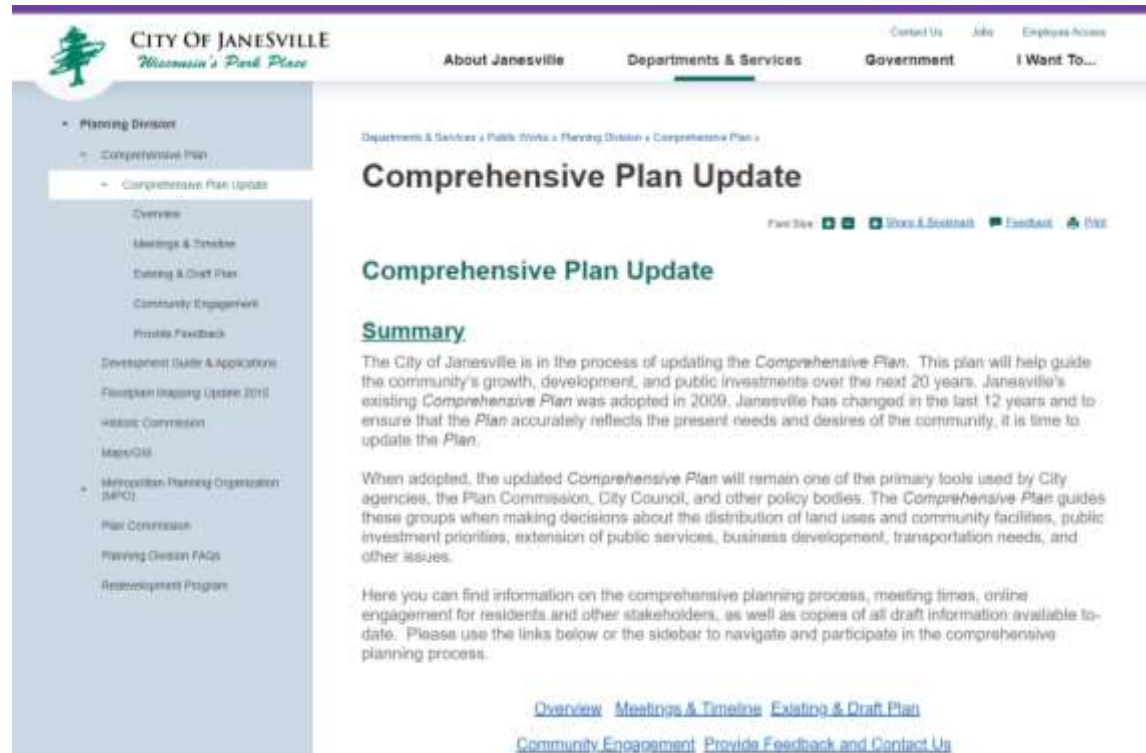 CITY OF JANESVILLE
Wisconsin's Park Place
Contact Us Jobs Employee Access
About Janesville Departments & Services Government I Want To...
Planning Division
Comprehensive Plan
Comprehensive Plan Update
Overview
Meetings & Timeline
Existing & Draft Plan
Community Engagement
Provide Feedback
Development Guide & Applications
Floodplain Mapping Update 2015
Historic Commission
Maps/GIS
Metropolitan Planning Organization
(MPO)
Plan Commission
Planning Division FAQs
Redevelopment Program
Departments & Services » Public Works » Planning Division » Comprehensive Plan »
Comprehensive Plan Update
Font Size: Share & Bookmark Feedback Print
Comprehensive Plan Update
Summary
The City of Janesville is in the process of updating the Comprehensive Plan. This plan will help guide
the community's growth, development, and public investments over the next 20 years. Janesville's
existing Comprehensive Plan was adopted in 2009. Janesville has changed in the last 12 years and to
ensure that the Plan accurately reflects the present needs and desires of the community, it is time to
update the Plan.
When adopted, the updated Comprehensive Plan will remain one of the primary tools used by City
agencies, the Plan Commission, City Council, and other policy bodies. The Comprehensive Plan guides
these groups when making decisions about the distribution of land uses and community facilities, public
investment priorities, extension of public services, business development, transportation needs, and
other issues.
Here you can find information on the comprehensive planning process, meeting times, online
engagement for residents and other stakeholders, as well as copies of all draft information available to-
date. Please use the links below or the sidebar to navigate and participate in the comprehensive
planning process.
Overview Meetings & Timeline Existing & Draft Plan
Community Engagement Provide Feedback and Contact Us